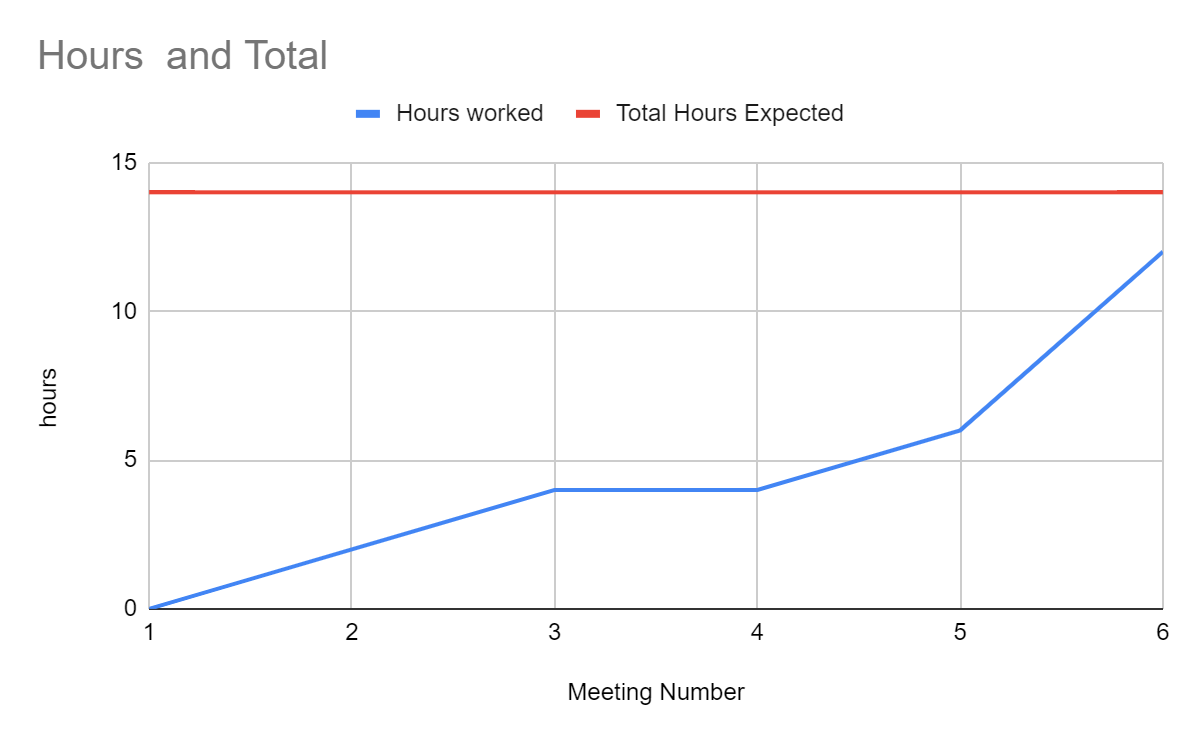 Hours  and Total
Hours worked Total Hours Expected
15
10
5
0
hours
1 2 3 4 5 6
Meeting Number